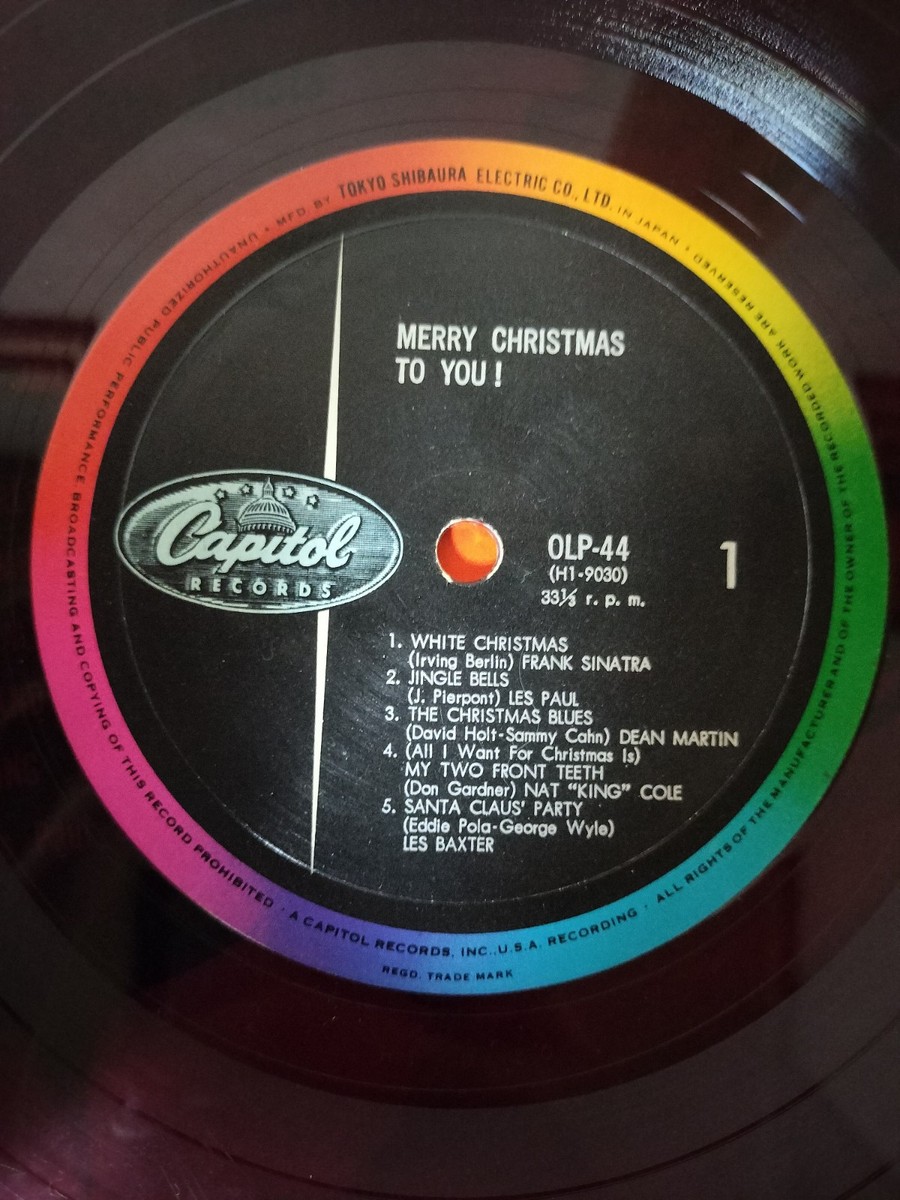 MFD. BY TOKYO SHIBAURA ELECTRIC CO., LTD. IN JAPAN •
MERRY CHRISTMAS
TO YOU !
Capitol
RECORDS
OLP-44
(H1-9030)
33⅓ r. p. m.
1
1. WHITE CHRISTMAS
(Irving Berlin) FRANK SINATRA
2. JINGLE BELLS
(J. Pierpont) LES PAUL
3. THE CHRISTMAS BLUES
(David Holt-Sammy Cahn) DEAN MARTIN
4. (All I Want For Christmas Is)
MY TWO FRONT TEETH
(Don Gardner) NAT "KING" COLE
5. SANTA CLAUS' PARTY
(Eddie Pola-George Wyle)
LES BAXTER
ALL RIGHTS OF THE MANUFACTURER AND OF THE OWNER OF THE RECORDED WORK ARE RESERVED •
UNAUTHORIZED PUBLIC PERFORMANCE, BROADCASTING AND COPYING OF THIS RECORD PROHIBITED ·
A CAPITOL RECORDS, INC., U.S.A. RECORDING ·
REGD. TRADE MARK